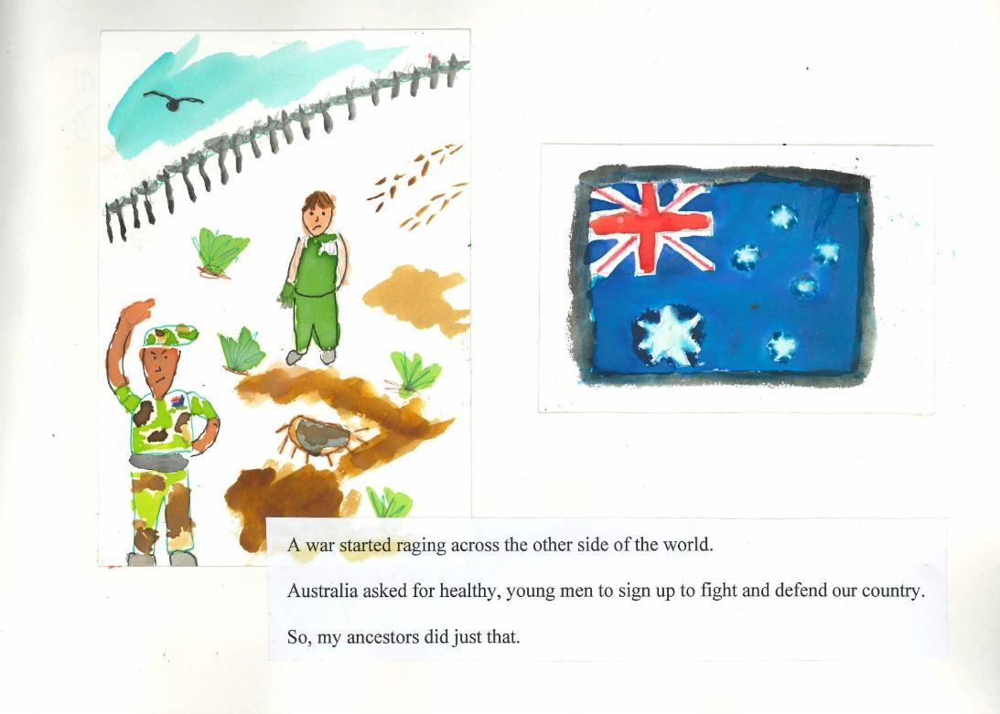 A war started raging across the other side of the world.
Australia asked for healthy, young men to sign up to fight and defend our country.
So, my ancestors did just that.